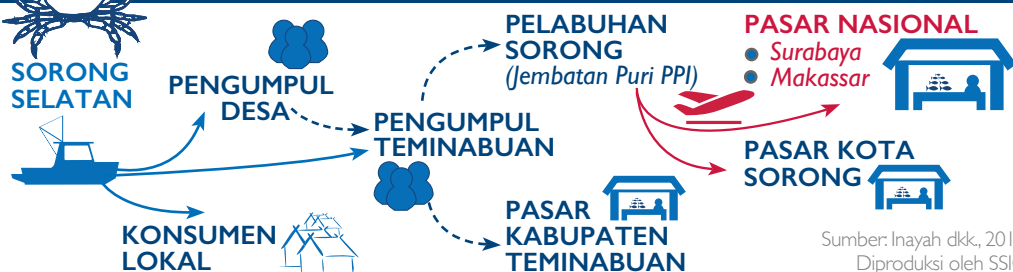 SORONG
SELATAN
PENGUMPUL
DESA
PENGUMPUL
TEMINABUAN
KONSUMEN
LOKAL
PELABUHAN
SORONG
(Jembatan Puri PPI)
PASAR
KABUPATEN
TEMINABUAN
PASAR NASIONAL
Surabaya
Makassar
PASAR KOTA
SORONG
Sumber: Inayah dkk., 201
Diproduksi oleh